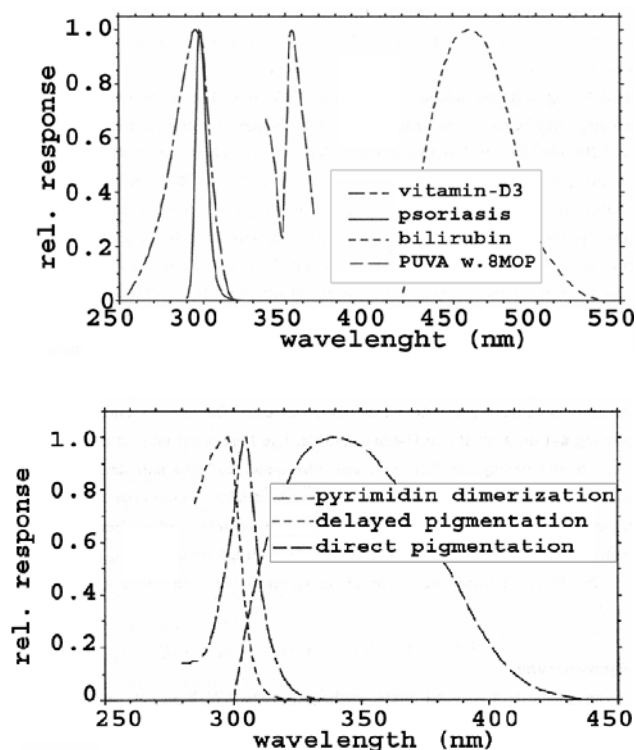 1.0
0.8
0.6
0.4
0.2
0
rel. response
vitamin-D3
psoriasis
bilirubin
PUVA w.8MOP
250 300 350 400 450 500 550
wavelenght (nm)
1.0
0.8
0.6
0.4
0.2
0
rel. response
pyrimidin dimerization
delayed pigmentation
direct pigmentation
250 300 350 400 450
wavelength (nm)